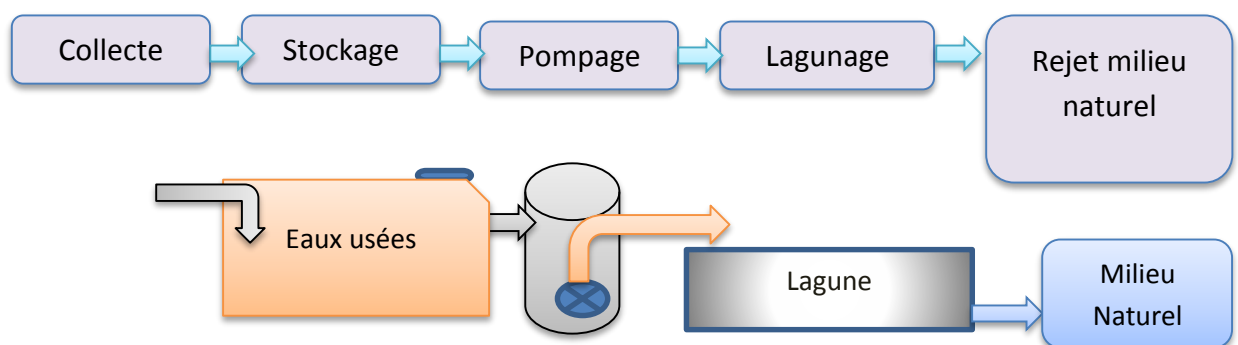 Collecte
Stockage
Pompage
Lagunage
Rejet milieu
naturel
Eaux usées
Lagune
Milieu
Naturel